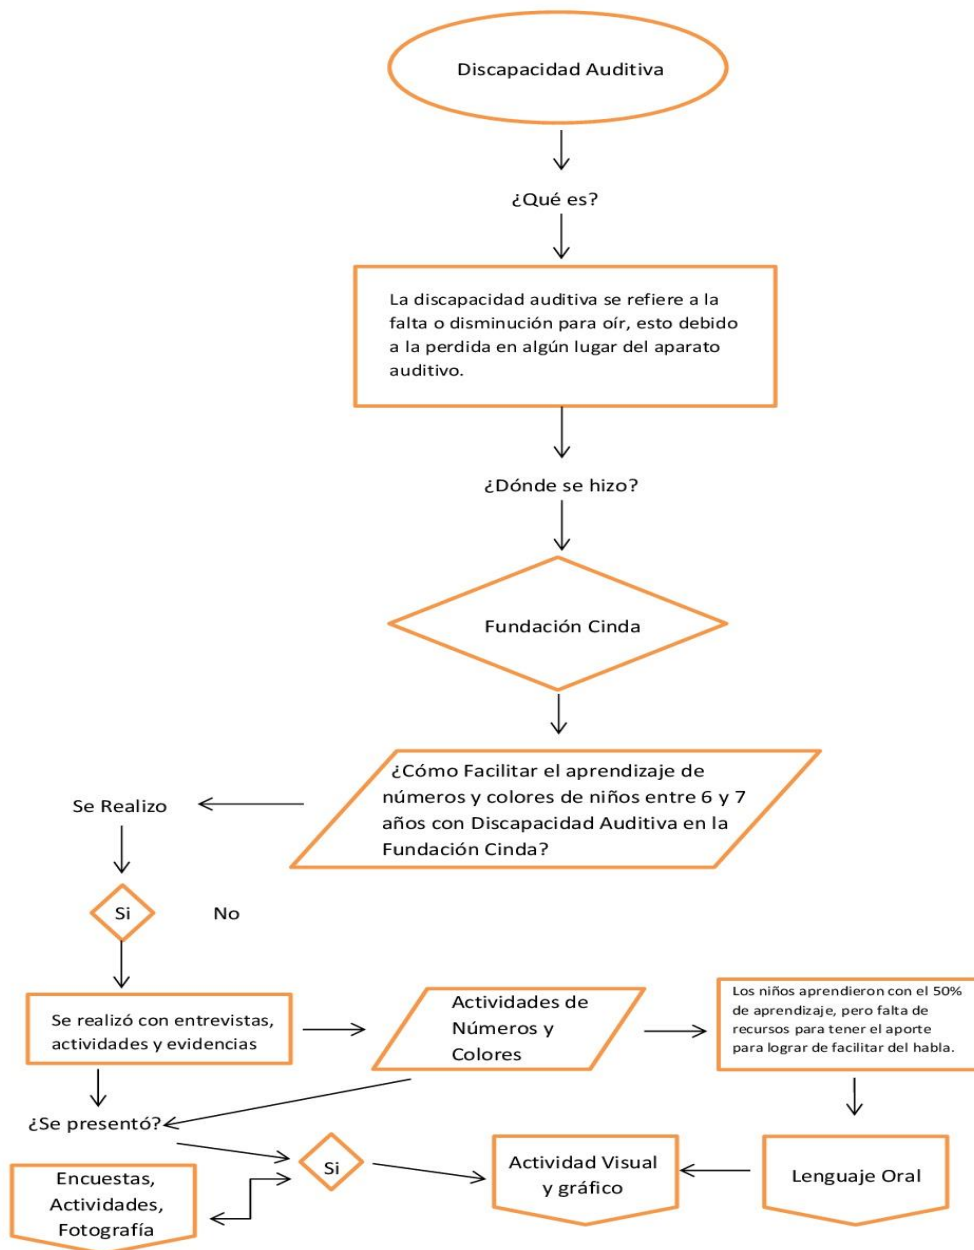 Discapacidad Auditiva
¿Qué es?
La discapacidad auditiva se refiere a la
falta o disminución para oír, esto debido
a la perdida en algún lugar del aparato
auditivo.
¿Dónde se hizo?
Fundación Cinda
¿Cómo Facilitar el aprendizaje de
números y colores de niños entre 6 y 7
años con Discapacidad Auditiva en la
Fundación Cinda?
Se Realizo
Si
No
Se realizó con entrevistas,
actividades y evidencias
Actividades de
Números y
Colores
Los niños aprendieron con el 50%
de aprendizaje, pero falta de
recursos para tener el aporte
para lograr de facilitar del habla.
¿Se presentó?
Si
Encuestas,
Actividades,
Fotografía
Actividad Visual
y gráfico
Lenguaje Oral